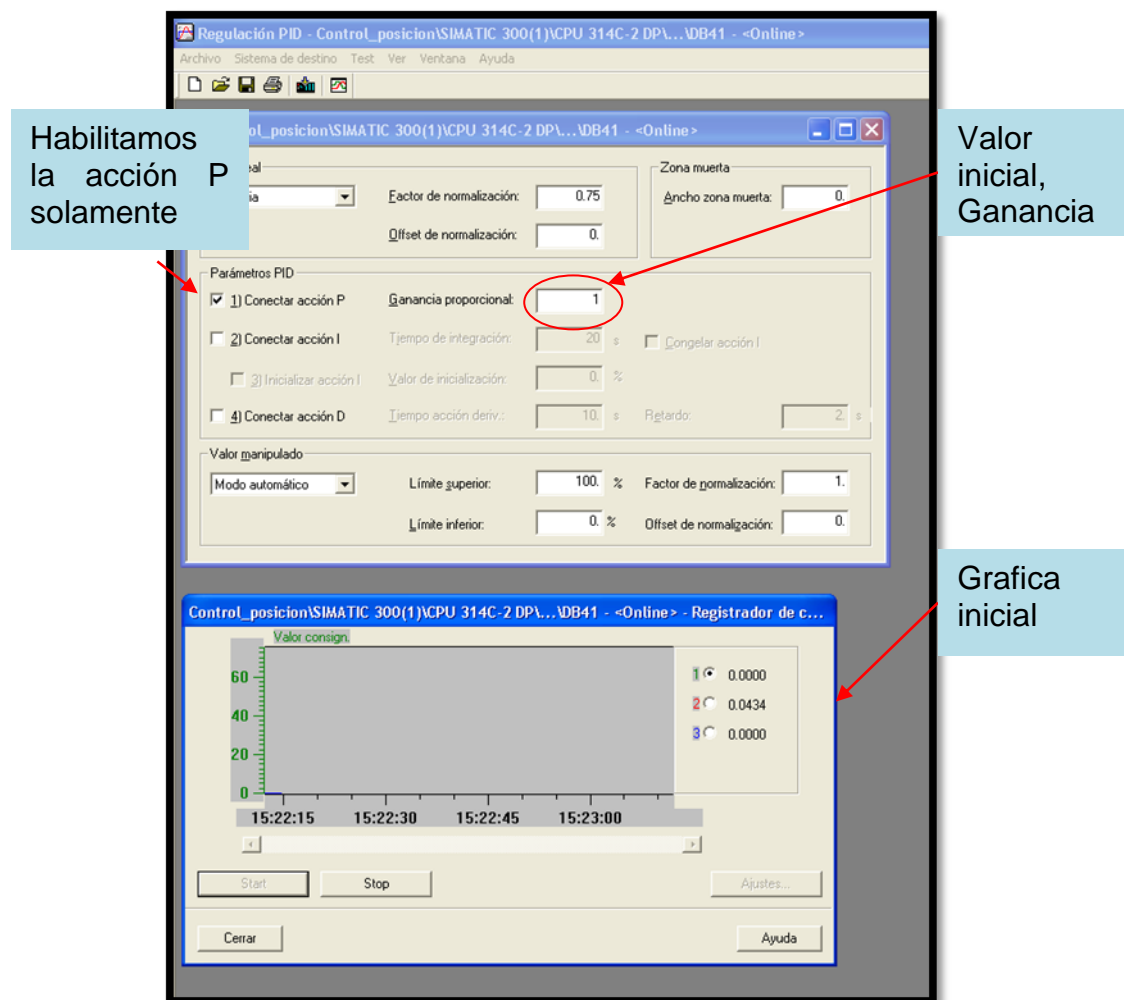 Regulación PID - Control_posicion\SIMATIC 300(1)\CPU 314C-2 DP\...\DB41 - <Online>
Archivo Sistema de destino Test Ver Ventana Ayuda
Habilitamos
la acción P
solamente
ol_posicion\SIMATIC 300(1)\CPU 314C-2 DP\...\DB41 - <Online>
Valor
inicial,
Ganancia
eal
Zona muerta
ia
Factor de normalización: 0.75
Ancho zona muerta: 0.
Offset de normalización: 0.
Parámetros PID
1) Conectar acción P Ganancia proporcional: 1
2) Conectar acción I Tiempo de integración: 20 s Congelar acción I
3) Inicializar acción I Valor de inicialización: 0. %
4) Conectar acción D Tiempo acción deriv.: 10. s Retardo: 2. s
Valor manipulado
Modo automático Límite superior: 100. % Factor de normalización: 1.
Límite inferior: 0. % Offset de normalización: 0.
Grafica
inicial
Control_posicion\SIMATIC 300(1)\CPU 314C-2 DP\...\DB41 - <Online> - Registrador de c...
Valor consign.
60
40
20
0
1 0.0000
2 0.0434
3 0.0000
15:22:15 15:22:30 15:22:45 15:23:00
Start Stop Ajustes...
Cerrar Ayuda